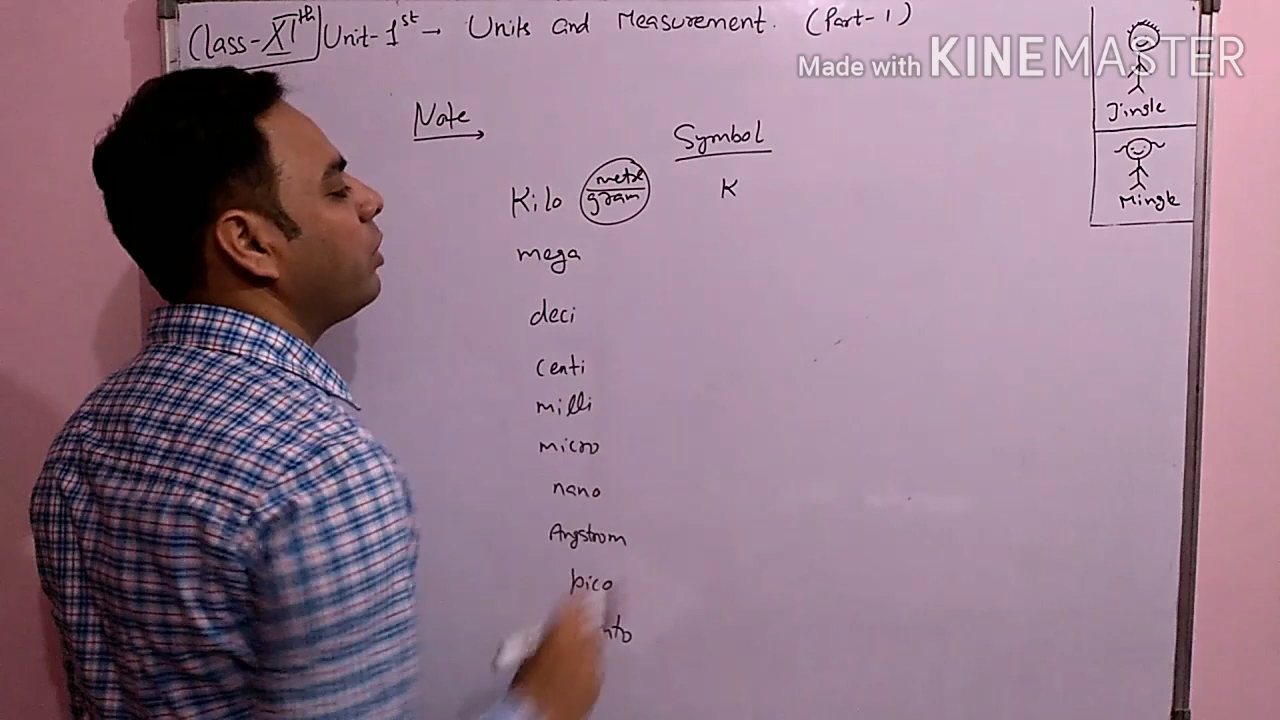 Class-XIth Unit-1st → Units and Measurement. (Part-1)
Made with KINEMASTER
Note
Symbol
Kilo metre gram K
mega
deci
centi
milli
micro
nano
Angstrom
pico
Jingle
Mingle